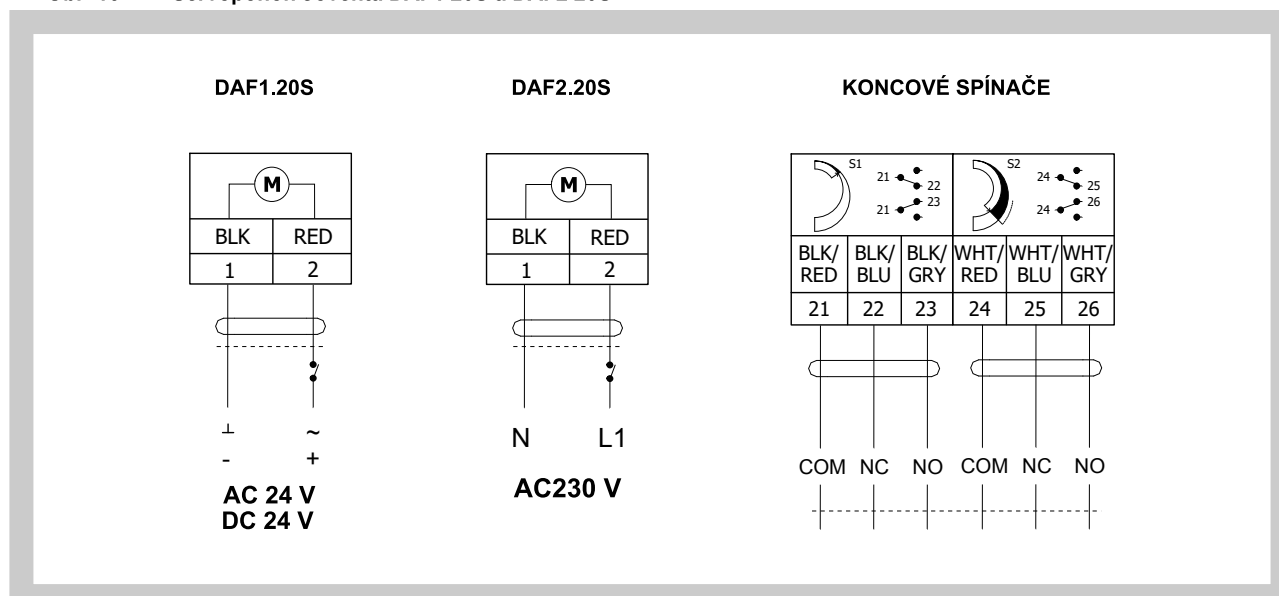 DAF1.20S
M
BLK RED
1 2
⊥ ~
- +
AC 24 V
DC 24 V
DAF2.20S
M
BLK RED
1 2
N L1
AC230 V
KONCOVÉ SPÍNAČE
S1
21 22
21 23
S2
24 25
24 26
BLK/ BLK/ BLK/ WHT/ WHT/ WHT/
RED BLU GRY RED BLU GRY
21 22 23 24 25 26
COM NC NO COM NC NO